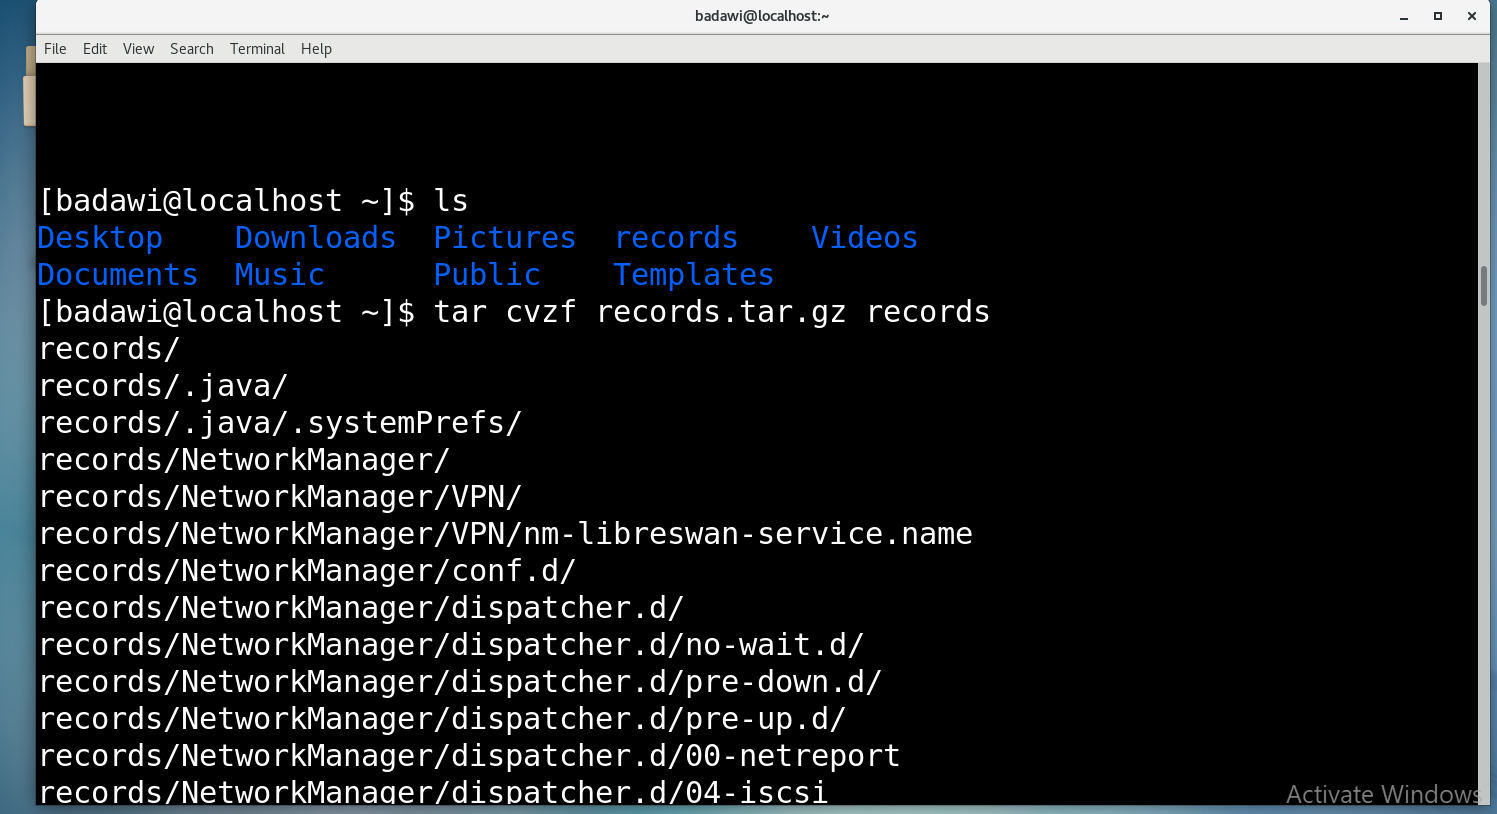 badawi@localhost:~
File Edit View Search Terminal Help
[badawi@localhost ~]$ ls
Desktop    Downloads  Pictures  records    Videos
Documents  Music      Public    Templates
[badawi@localhost ~]$ tar cvzf records.tar.gz records
records/
records/.java/
records/.java/.systemPrefs/
records/NetworkManager/
records/NetworkManager/VPN/
records/NetworkManager/VPN/nm-libreswan-service.name
records/NetworkManager/conf.d/
records/NetworkManager/dispatcher.d/
records/NetworkManager/dispatcher.d/no-wait.d/
records/NetworkManager/dispatcher.d/pre-down.d/
records/NetworkManager/dispatcher.d/pre-up.d/
records/NetworkManager/dispatcher.d/00-netreport
records/NetworkManager/dispatcher.d/04-iscsi
Activate Windows